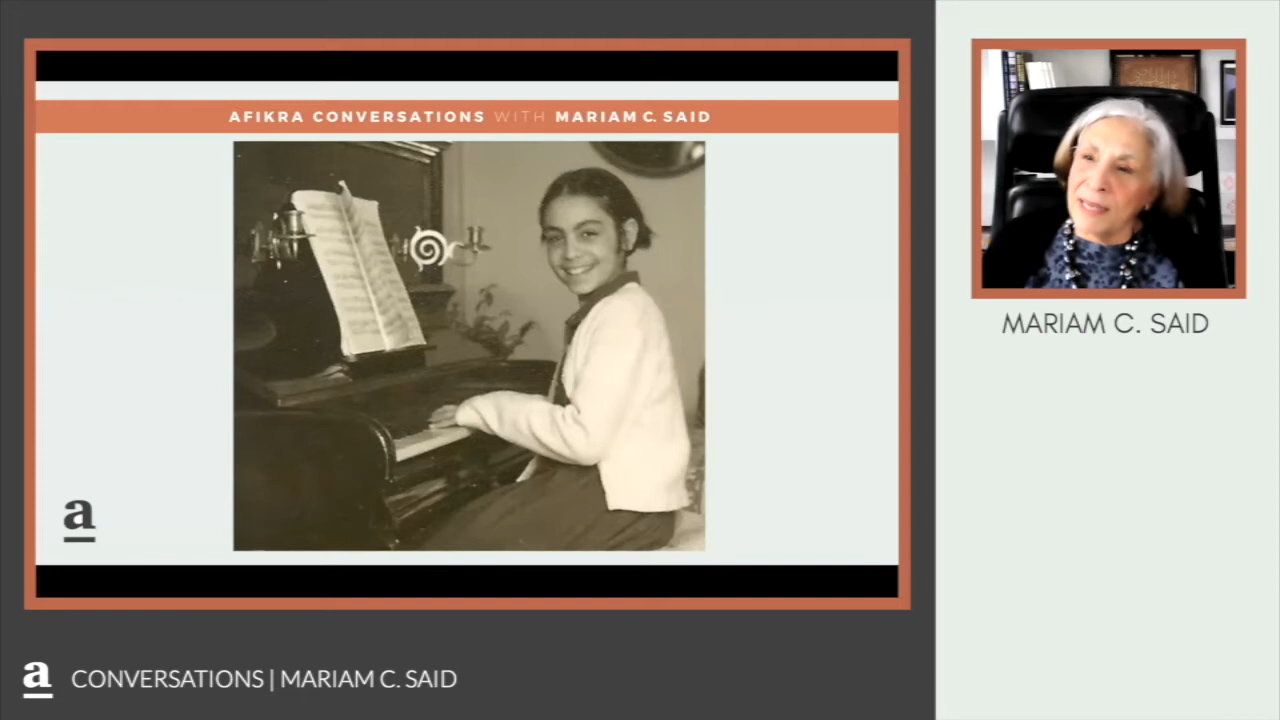 AFIKRA CONVERSATIONS WITH MARIAM C. SAID
a
MARIAM C. SAID
a CONVERSATIONS | MARIAM C. SAID